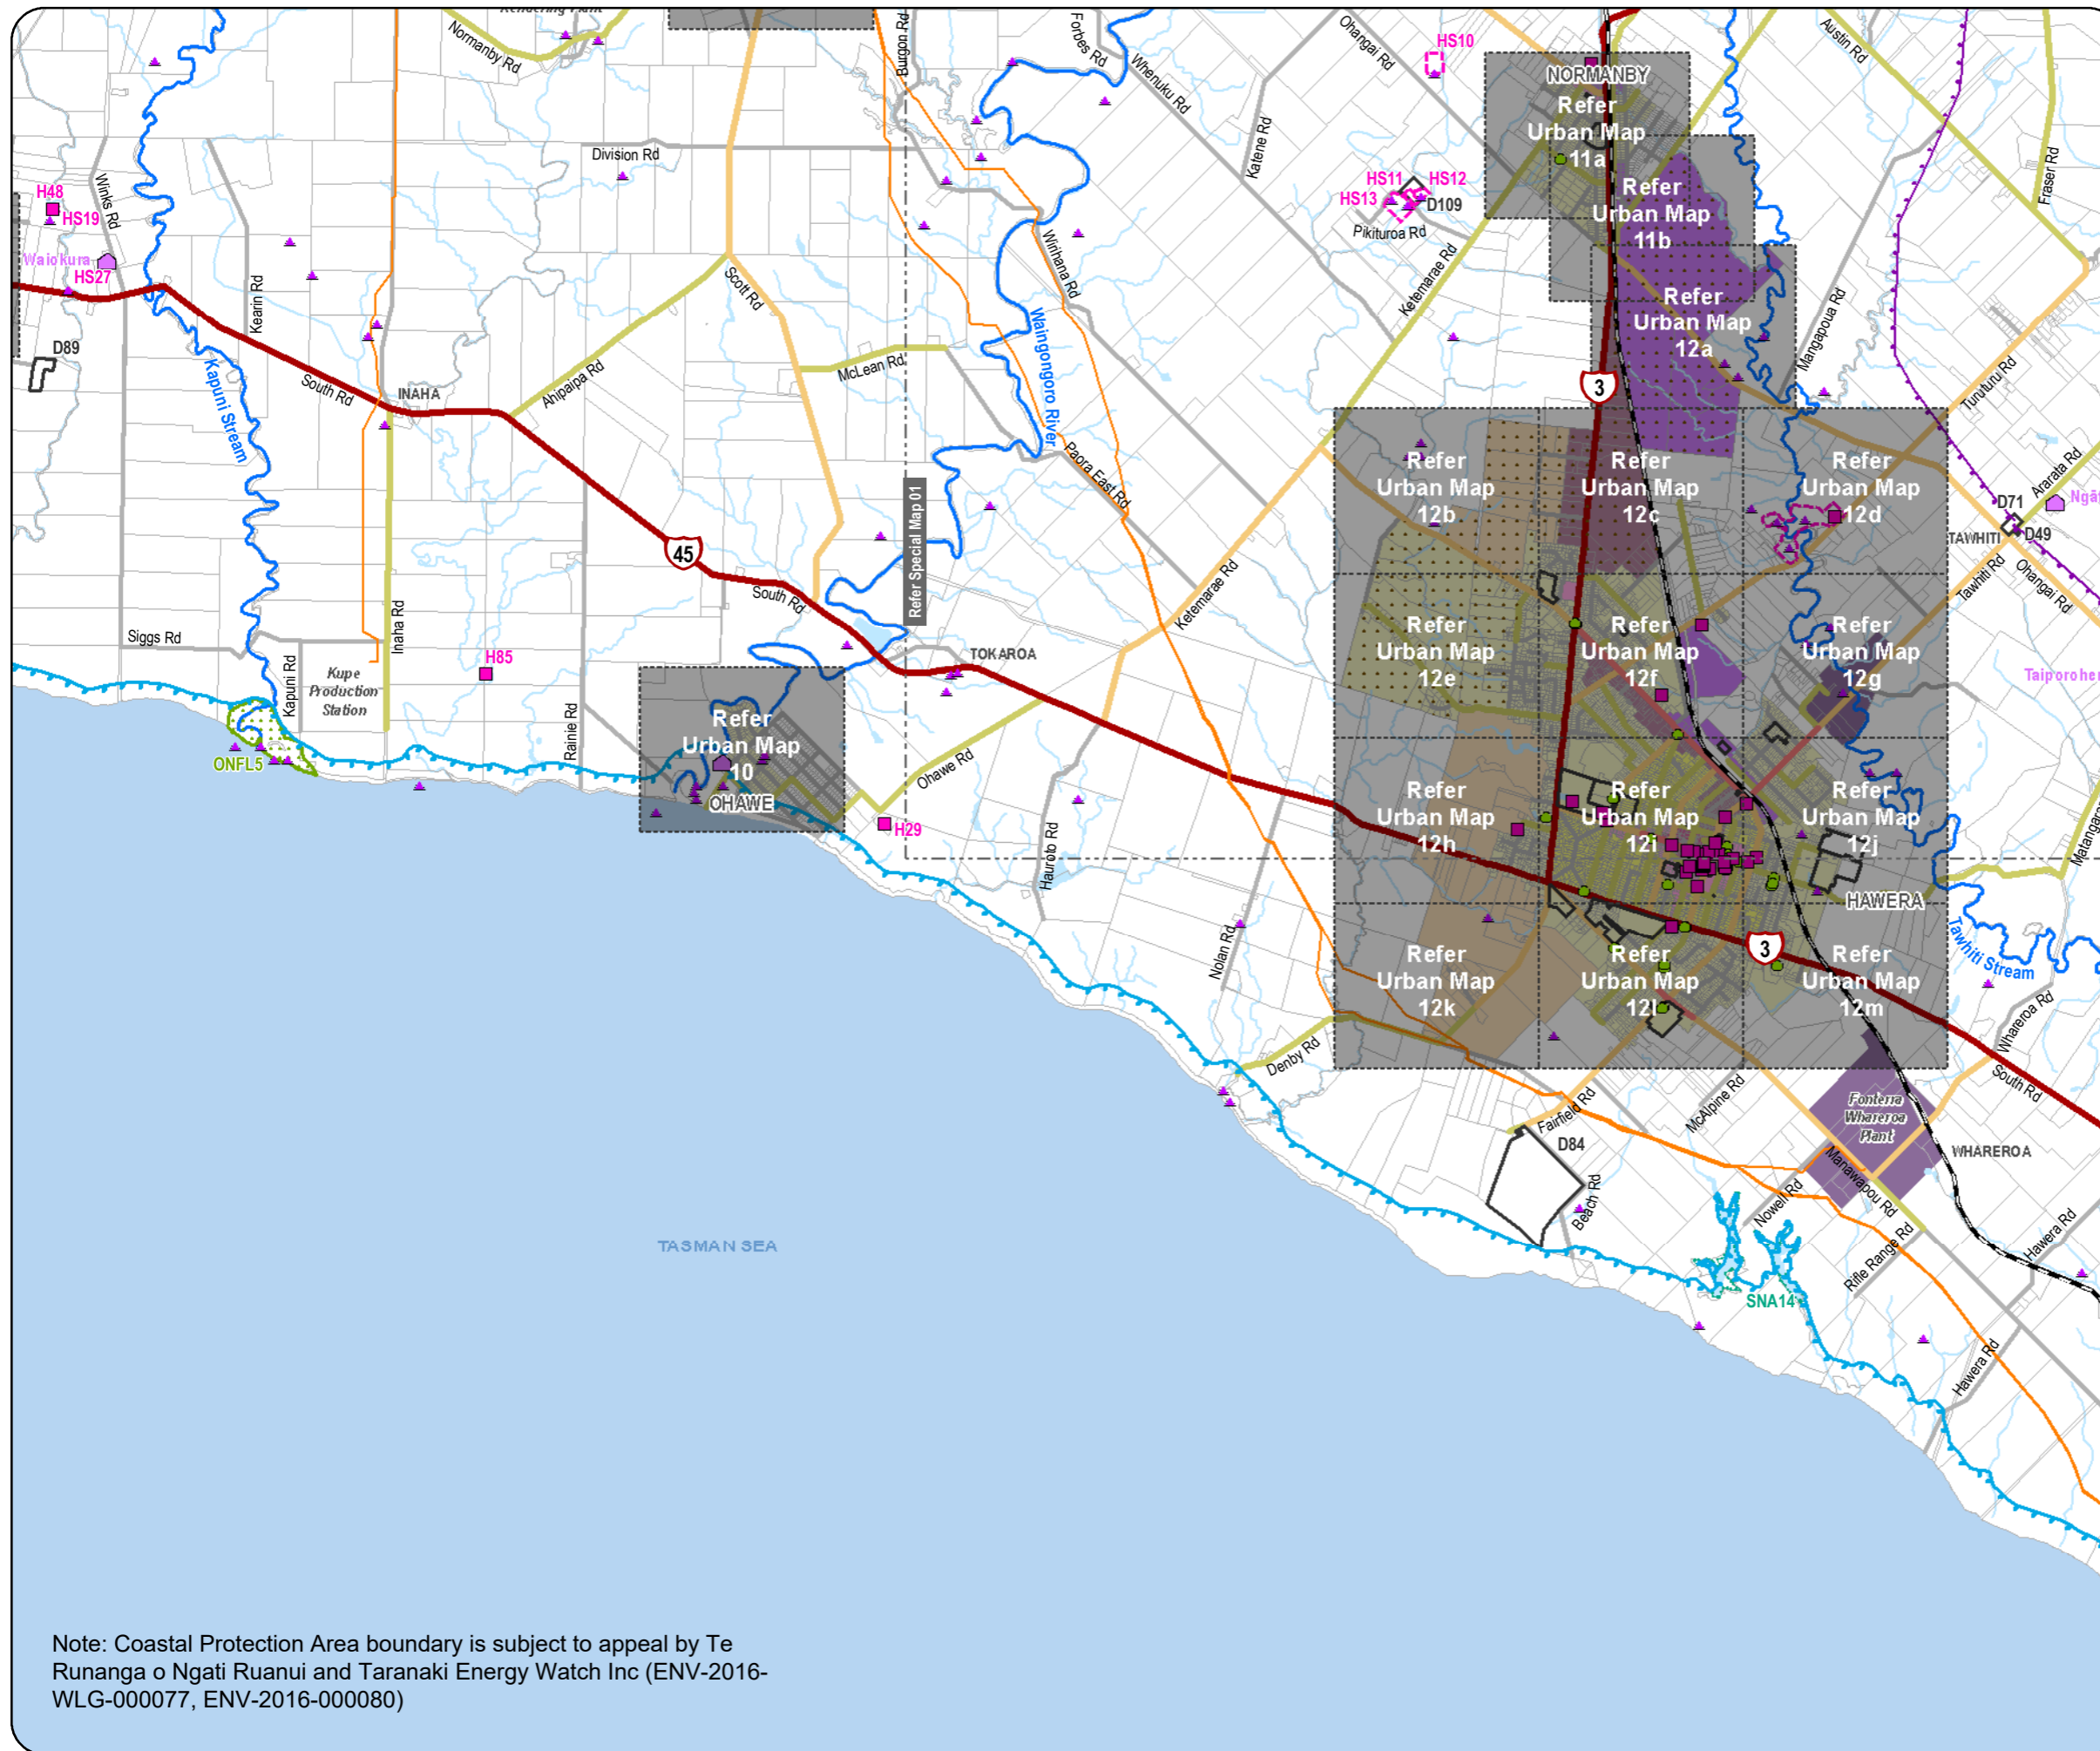 Rendering Plant
Normanby Rd
Burgon Rd
Forbes Rd
Whenuku Rd
Ohangai Rd
HS10
Austin Rd
NORMANBY
Refer
Urban Map
11a
Katene Rd
Division Rd
Fraser Rd
H48
HS19
Winks Rd
Waiokura
HS27
HS11
HS12
HS13
D109
Pikituroa Rd
Refer
Urban Map
11b
Kearin Rd
Scott Rd
Wirihana Rd
Ketemarae Rd
Refer
Urban Map
12a
Mangapoua Rd
D89
Kapuni Stream
South Rd
INAHA
Ahipaipa Rd
McLean Rd
Waingongoro River
3
Turuturu Rd
Paora East Rd
Refer
Urban Map
12b
Refer
Urban Map
12c
Refer
Urban Map
12d
Ararata Rd
D71
D49
TAWHITI
Tawhiti Rd
Ohangai Rd
45
South Rd
Refer Special Map 01
Ketemarae Rd
Siggs Rd
Kapuni Rd
Kupe
Production
Station
Inaha Rd
H85
Rainie Rd
TOKAROA
Refer
Urban Map
12e
Refer
Urban Map
12f
Refer
Urban Map
12g
ONFL5
Refer
Urban Map
10
OHAWE
Ohawe Rd
H29
Hauroto Rd
Refer
Urban Map
12h
Refer
Urban Map
12i
Refer
Urban Map
12j
HAWERA
Nolan Rd
Refer
Urban Map
12k
Refer
Urban Map
12l
3
Refer
Urban Map
12m
Tawhiti Stream
Whareroa Rd
South Rd
Denby Rd
Fairfield Rd
McAlpine Rd
Fonterra
Whareroa
Plant
WHAREROA
D84
Beach Rd
Manawapou Rd
Nowell Rd
Rifle Range Rd
Hawera Rd
TASMAN SEA
SNA14
Hawera Rd
Note: Coastal Protection Area boundary is subject to appeal by Te
Runanga o Ngati Ruanui and Taranaki Energy Watch Inc (ENV-2016-
WLG-000077, ENV-2016-000080)